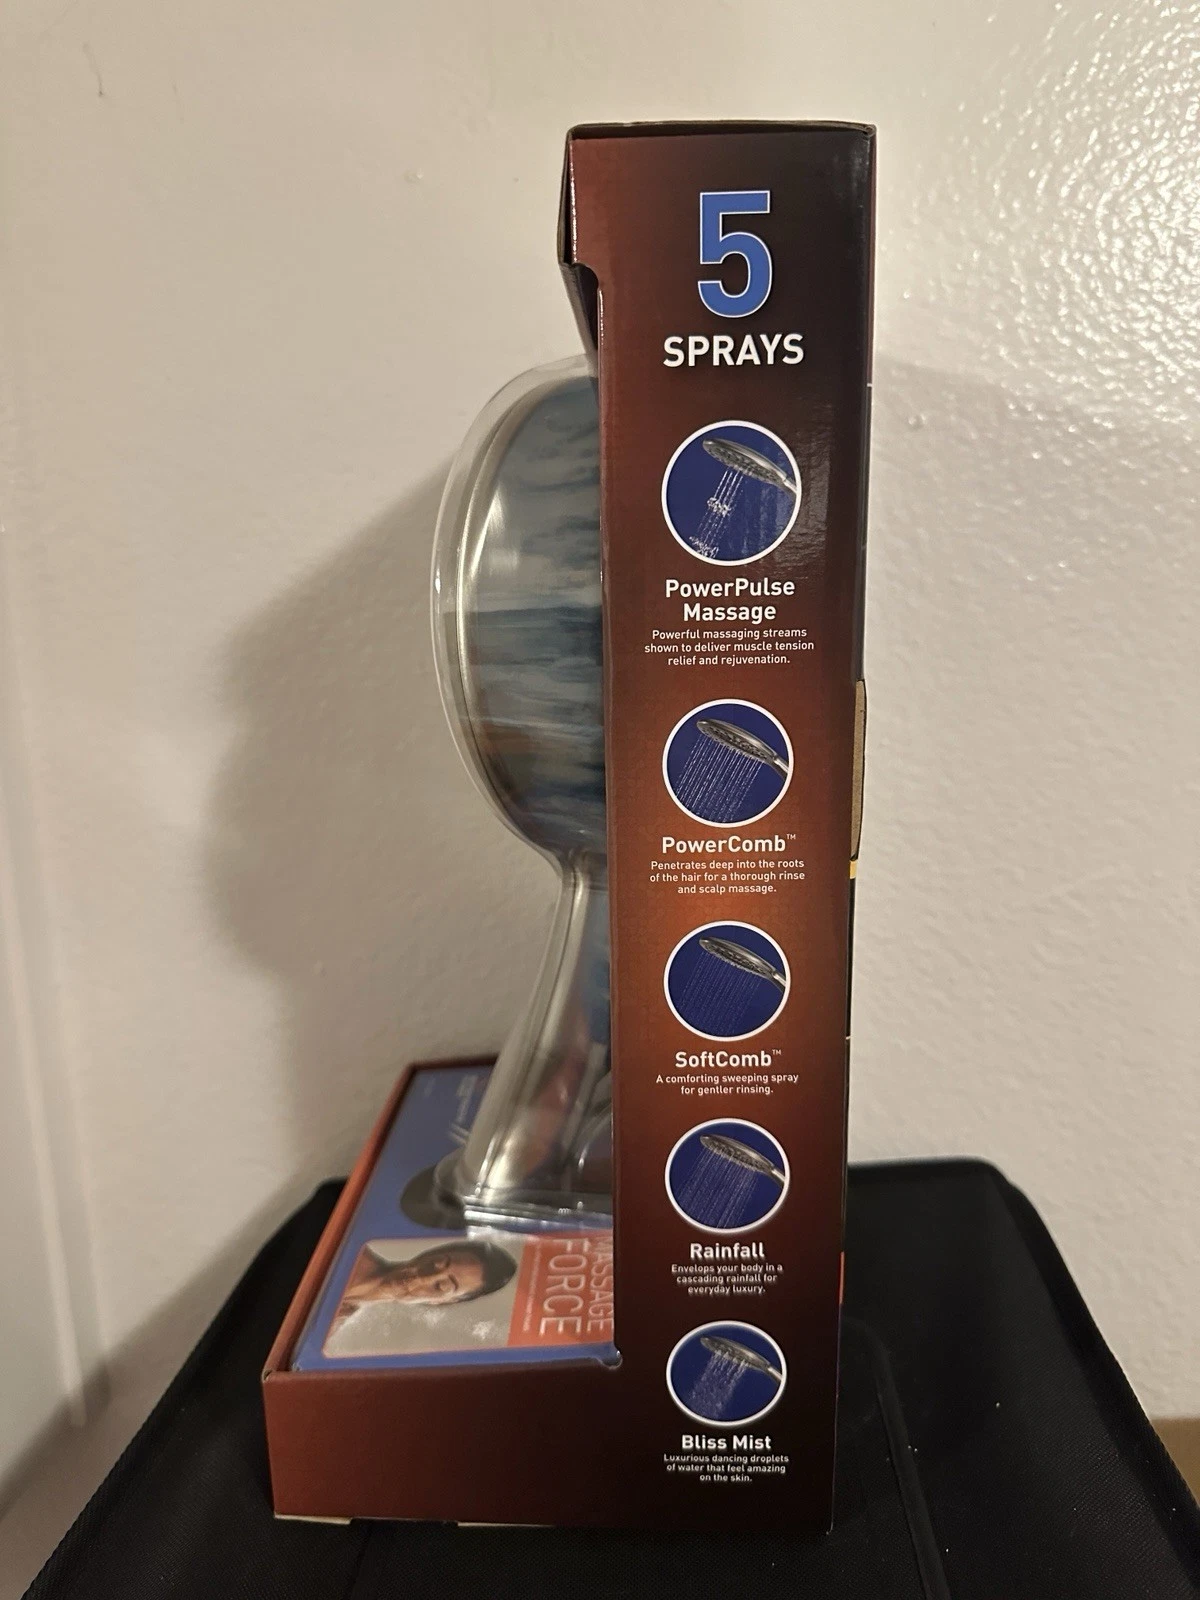 5
SPRAYS
PowerPulse
Massage
Powerful massaging streams
shown to deliver muscle tension
relief and rejuvenation.
PowerComb™
Penetrates deep into the roots
of the hair for a thorough rinse
and scalp massage.
SoftComb™
A comforting sweeping spray
for gentler rinsing.
Rainfall
Envelops your body in a
cascading rainfall for
everyday luxury.
Bliss Mist
Luxurious dancing droplets
of water that feel amazing
on the skin.
MASSAGE
FORCE